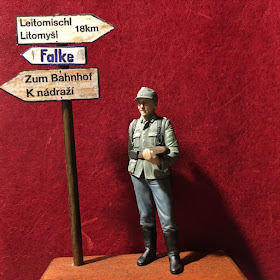 Leitomischl
Litomyšl 18km
Falke
Zum Bahnhof
K nádraží